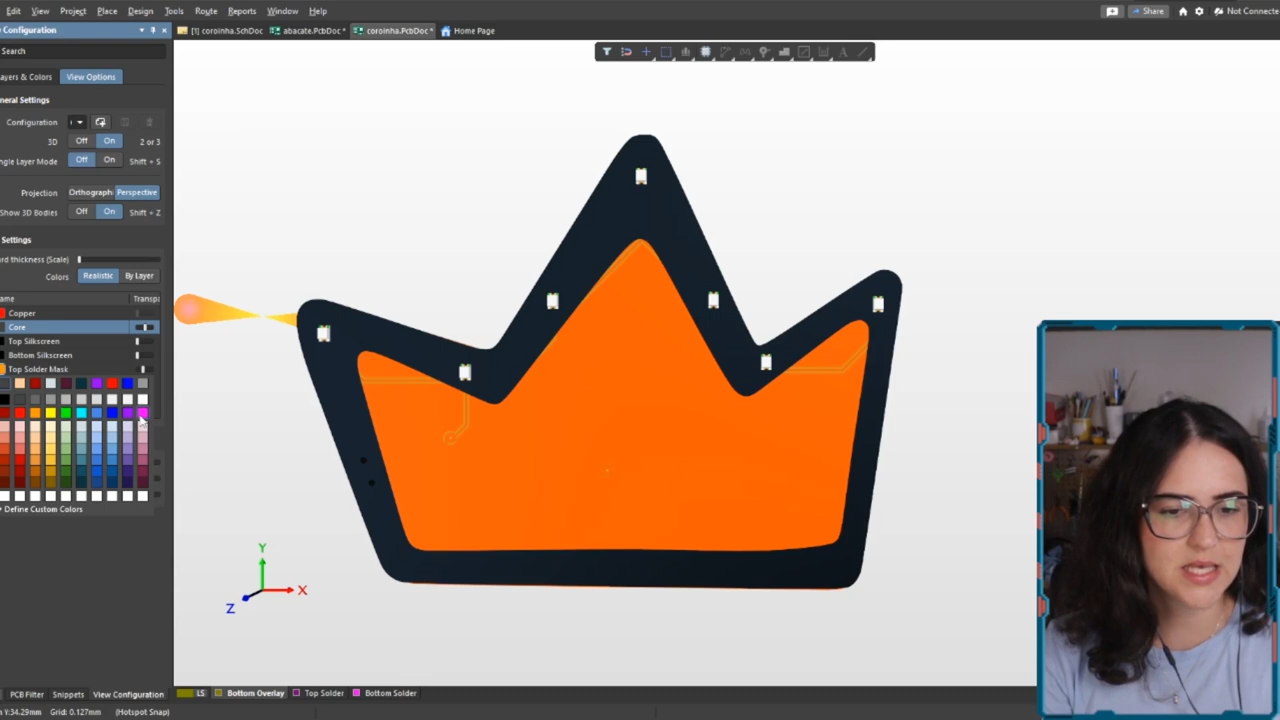 Edit View Project Place Design Tools Route Reports Window Help Share Not Connecte
Configuration
[1] coroinha.SchDoc abacate.PcbDoc * coroinha.PcbDoc * Home Page
Search
ayers & Colors View Options
eneral Settings
Configuration
3D Off On 2 or 3
ngle Layer Mode Off On Shift + S
Projection Orthograph Perspective
Show 3D Bodies Off On Shift + Z
Settings
rd thickness (Scale)
Colors Realistic By Layer
ame Transpa
Copper
Core
Top Silkscreen
Bottom Silkscreen
Top Solder Mask
Define Custom Colors
Y
X
Z
PCB Filter Snippets View Configuration
LS Bottom Overlay Top Solder Bottom Solder
Y:34.29mm Grid: 0.127mm (Hotspot Snap)